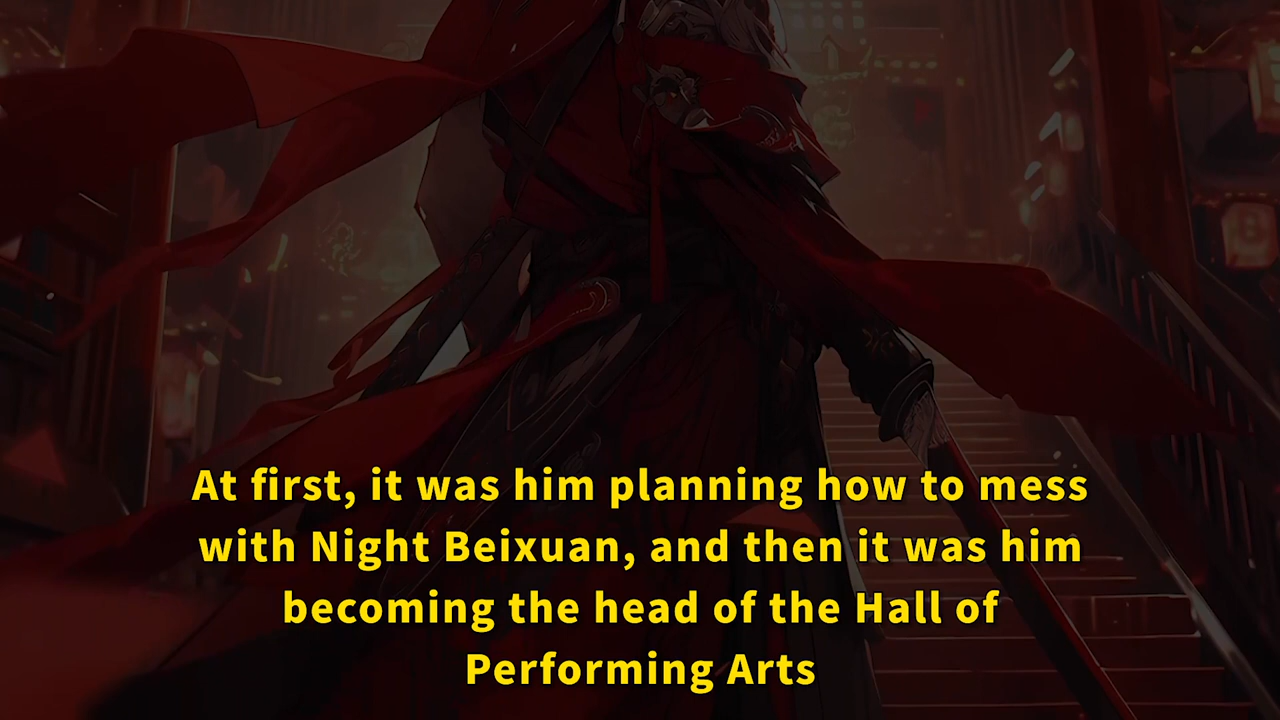 At first, it was him planning how to mess
with Night Beixuan, and then it was him
becoming the head of the Hall of
Performing Arts